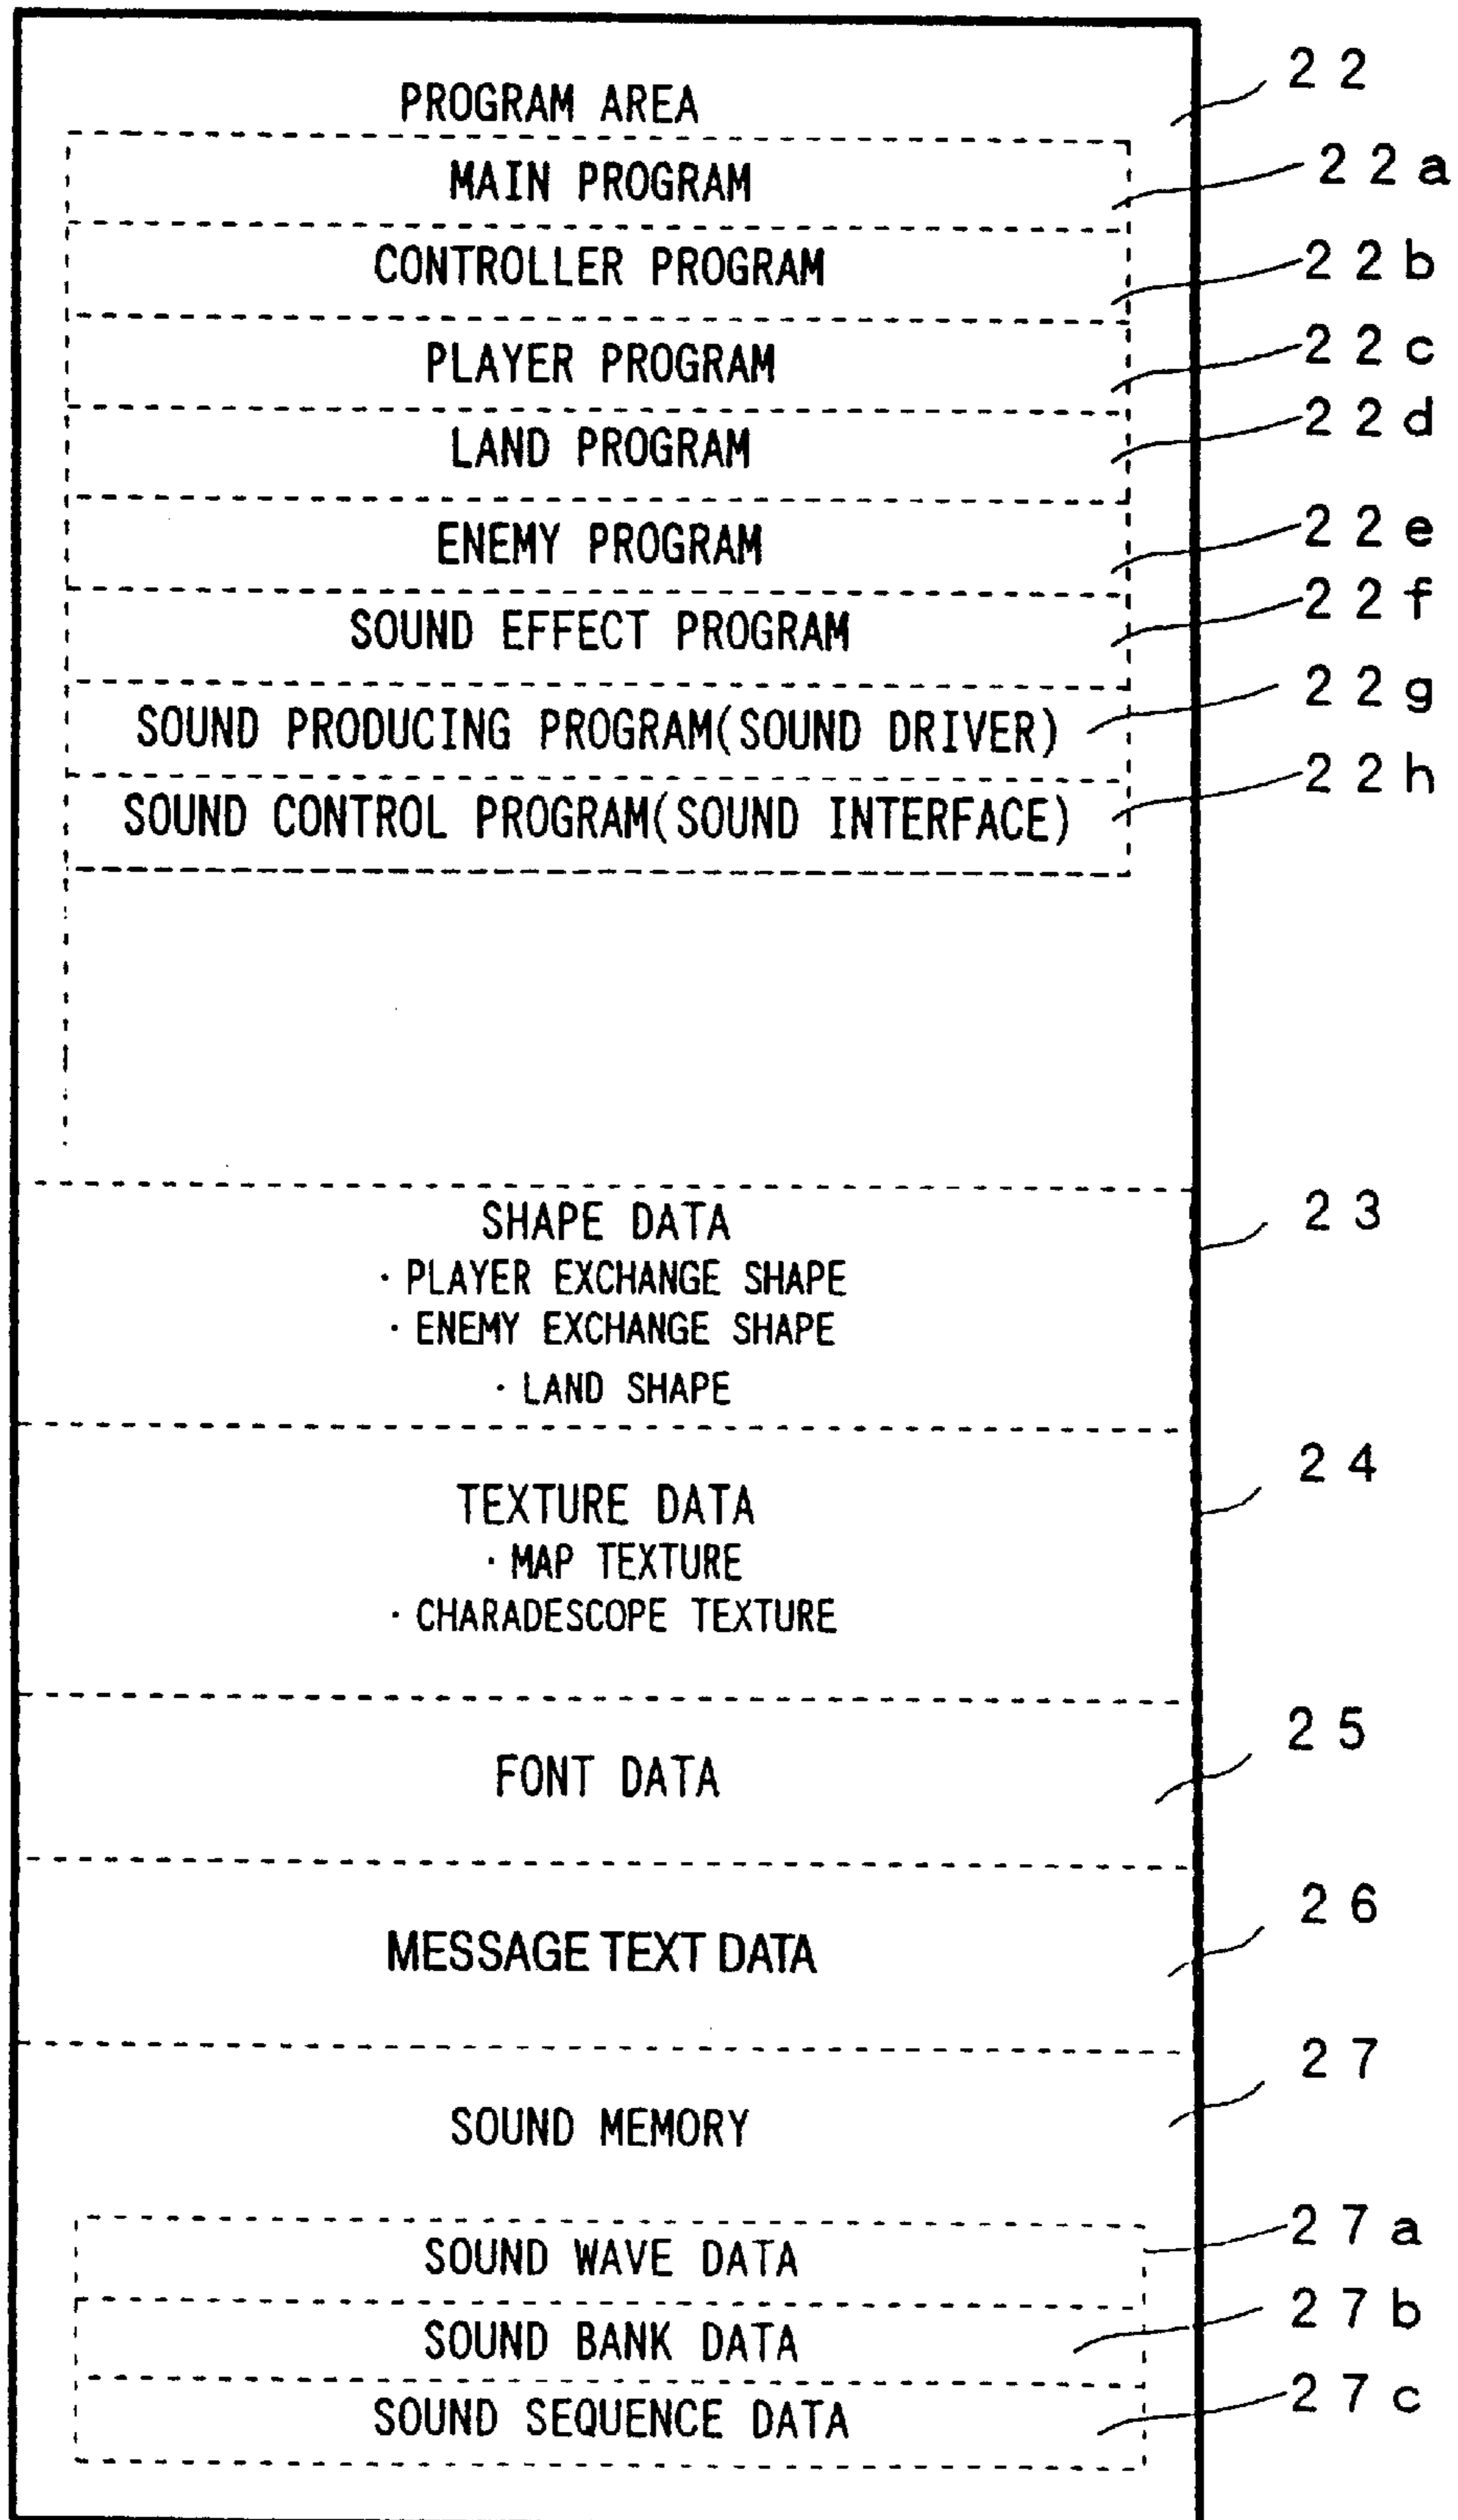 PROGRAM AREA 22
MAIN PROGRAM 22a
CONTROLLER PROGRAM 22b
PLAYER PROGRAM 22c
LAND PROGRAM 22d
ENEMY PROGRAM 22e
SOUND EFFECT PROGRAM 22f
SOUND PRODUCING PROGRAM(SOUND DRIVER) 22g
SOUND CONTROL PROGRAM(SOUND INTERFACE) 22h
SHAPE DATA 23
· PLAYER EXCHANGE SHAPE
· ENEMY EXCHANGE SHAPE
· LAND SHAPE
TEXTURE DATA 24
· MAP TEXTURE
· CHARADESCOPE TEXTURE
FONT DATA 25
MESSAGE TEXT DATA 26
SOUND MEMORY 27
SOUND WAVE DATA 27a
SOUND BANK DATA 27b
SOUND SEQUENCE DATA 27c